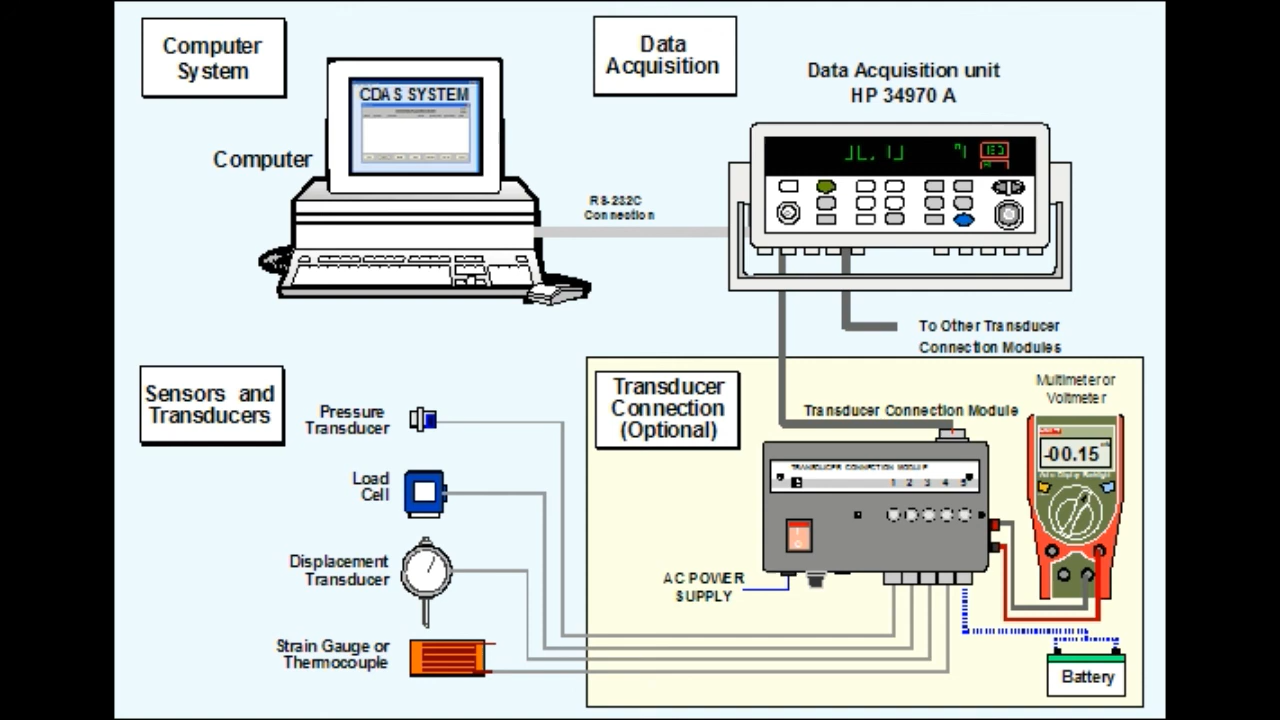 Computer
System
Data
Acquisition
Data Acquisition unit
HP 34970 A
CDAS SYSTEM
Computer
RS-232C
Connection
To Other Transducer
Connection Modules
Sensors and
Transducers
Pressure
Transducer
Load
Cell
Displacement
Transducer
Strain Gauge or
Thermocouple
Transducer
Connection
(Optional)
Transducer Connection Module
Multimeter or
Voltmeter
-00.15
TRANSDUCER CONNECTION MODULE
1 2 3 4 5
AC POWER
SUPPLY
Battery